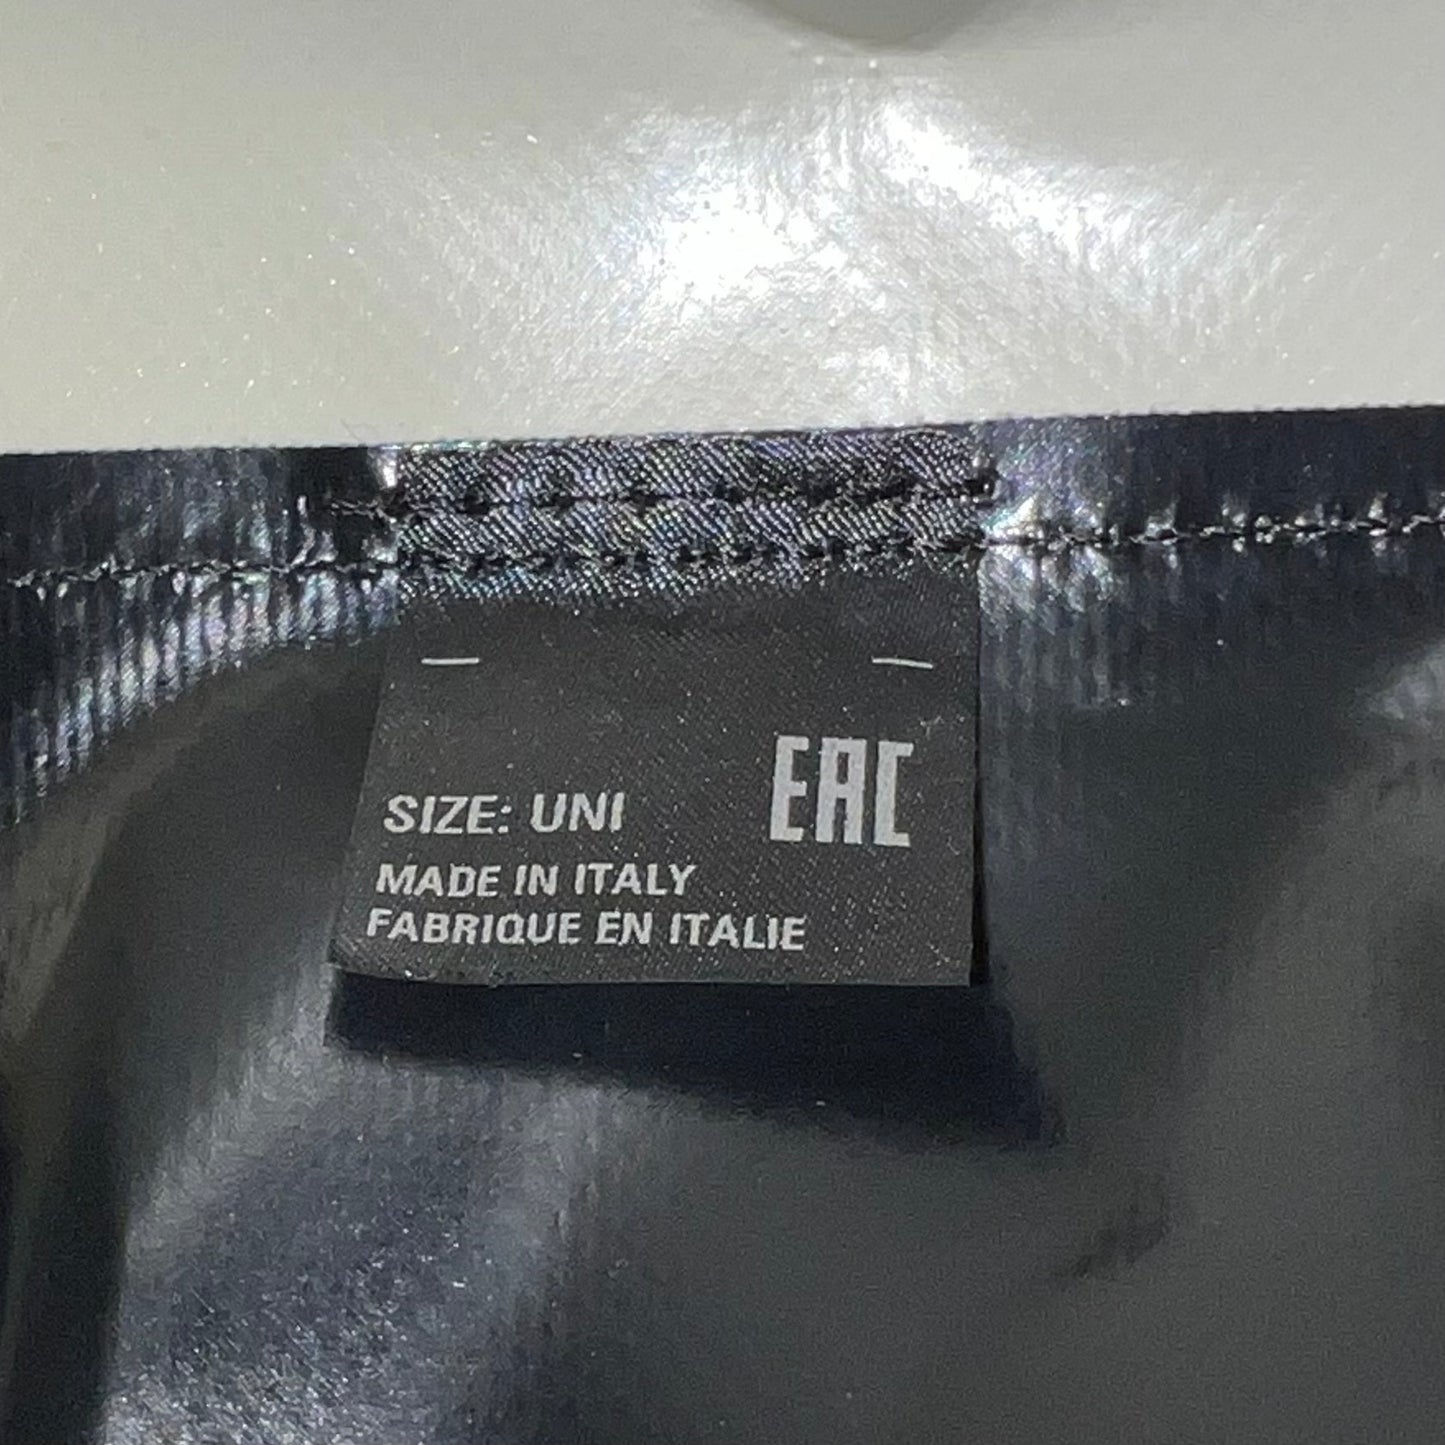 EAC
SIZE: UNI
MADE IN ITALY
FABRIQUE EN ITALIE